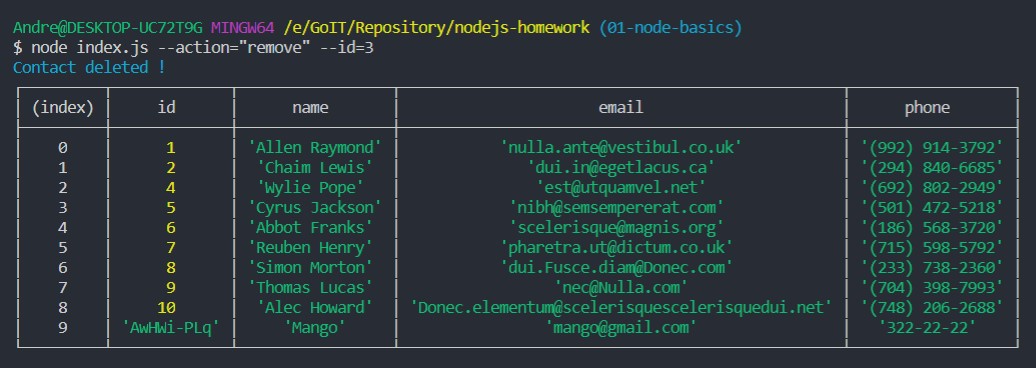 Andre@DESKTOP-UC72T9G MINGW64 /e/GoIT/Repository/nodejs-homework (01-node-basics)
$ node index.js --action="remove" --id=3
Contact deleted !
(index) id name email phone
0 1 'Allen Raymond' 'nulla.ante@vestibul.co.uk' '(992) 914-3792'
1 2 'Chaim Lewis' 'dui.in@egetlacus.ca' '(294) 840-6685'
2 4 'Wylie Pope' 'est@utquamvel.net' '(692) 802-2949'
3 5 'Cyrus Jackson' 'nibh@semsempererat.com' '(501) 472-5218'
4 6 'Abbot Franks' 'scelerisque@magnis.org' '(186) 568-3720'
5 7 'Reuben Henry' 'pharetra.ut@dictum.co.uk' '(715) 598-5792'
6 8 'Simon Morton' 'dui.Fusce.diam@Donec.com' '(233) 738-2360'
7 9 'Thomas Lucas' 'nec@Nulla.com' '(704) 398-7993'
8 10 'Alec Howard' 'Donec.elementum@scelerisquescelerisquedui.net' '(748) 206-2688'
9 'AwHWi-PLq' 'Mango' 'mango@gmail.com' '322-22-22'